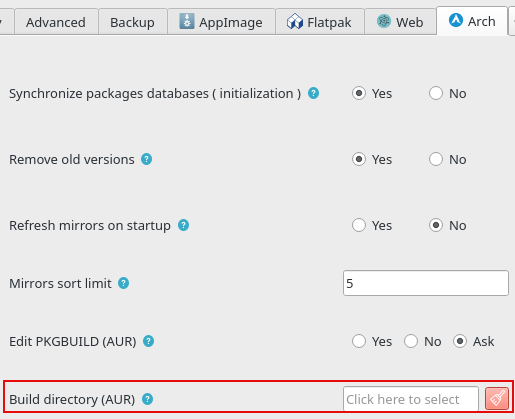 Advanced Backup AppImage Flatpak Web Arch
Synchronize packages databases ( initialization ) ? Yes No
Remove old versions ? Yes No
Refresh mirrors on startup ? Yes No
Mirrors sort limit ? 5
Edit PKGBUILD (AUR) ? Yes No Ask
Build directory (AUR) ? Click here to select